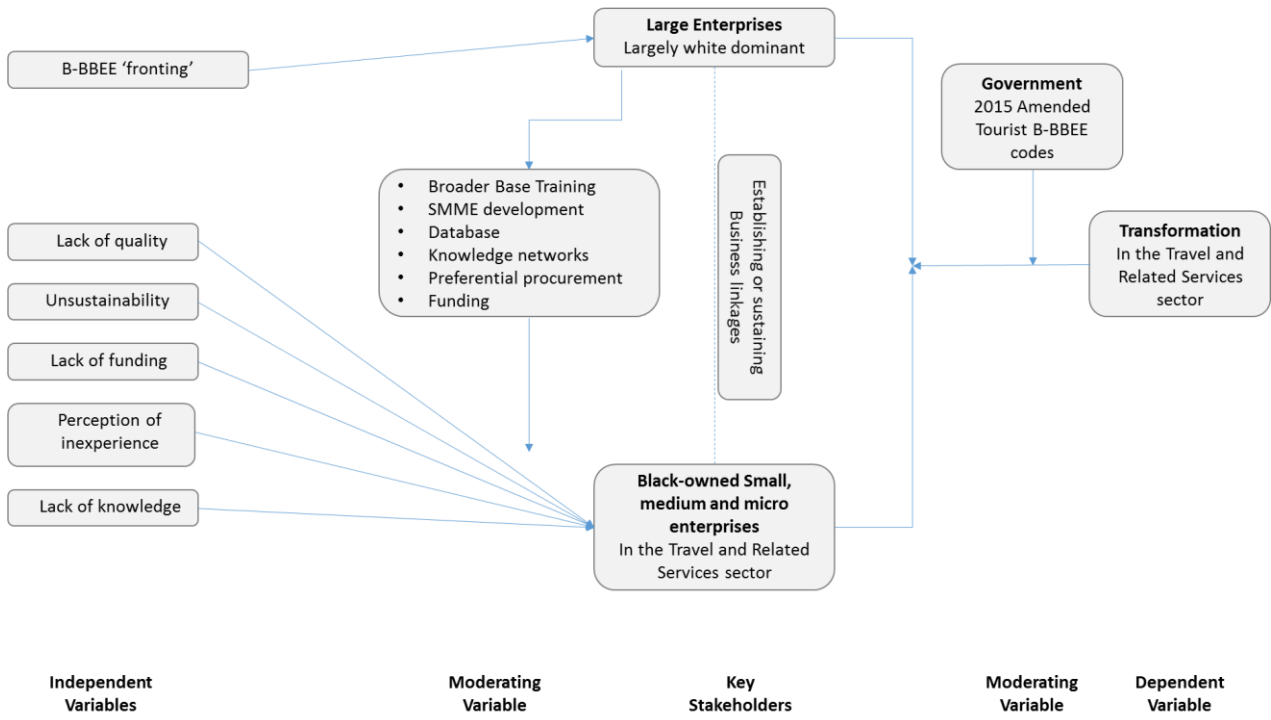 Large Enterprises
Largely white dominant
B-BBEE ‘fronting’
Government
2015 Amended
Tourist B-BBEE
codes
• Broader Base Training
• SMME development
• Database
• Knowledge networks
• Preferential procurement
• Funding
Establishing or sustaining
Business linkages
Transformation
In the Travel and
Related Services
sector
Lack of quality
Unsustainability
Lack of funding
Perception of
inexperience
Lack of knowledge
Black-owned Small,
medium and micro
enterprises
In the Travel and Related
Services sector
Independent
Variables
Moderating
Variable
Key
Stakeholders
Moderating
Variable
Dependent
Variable